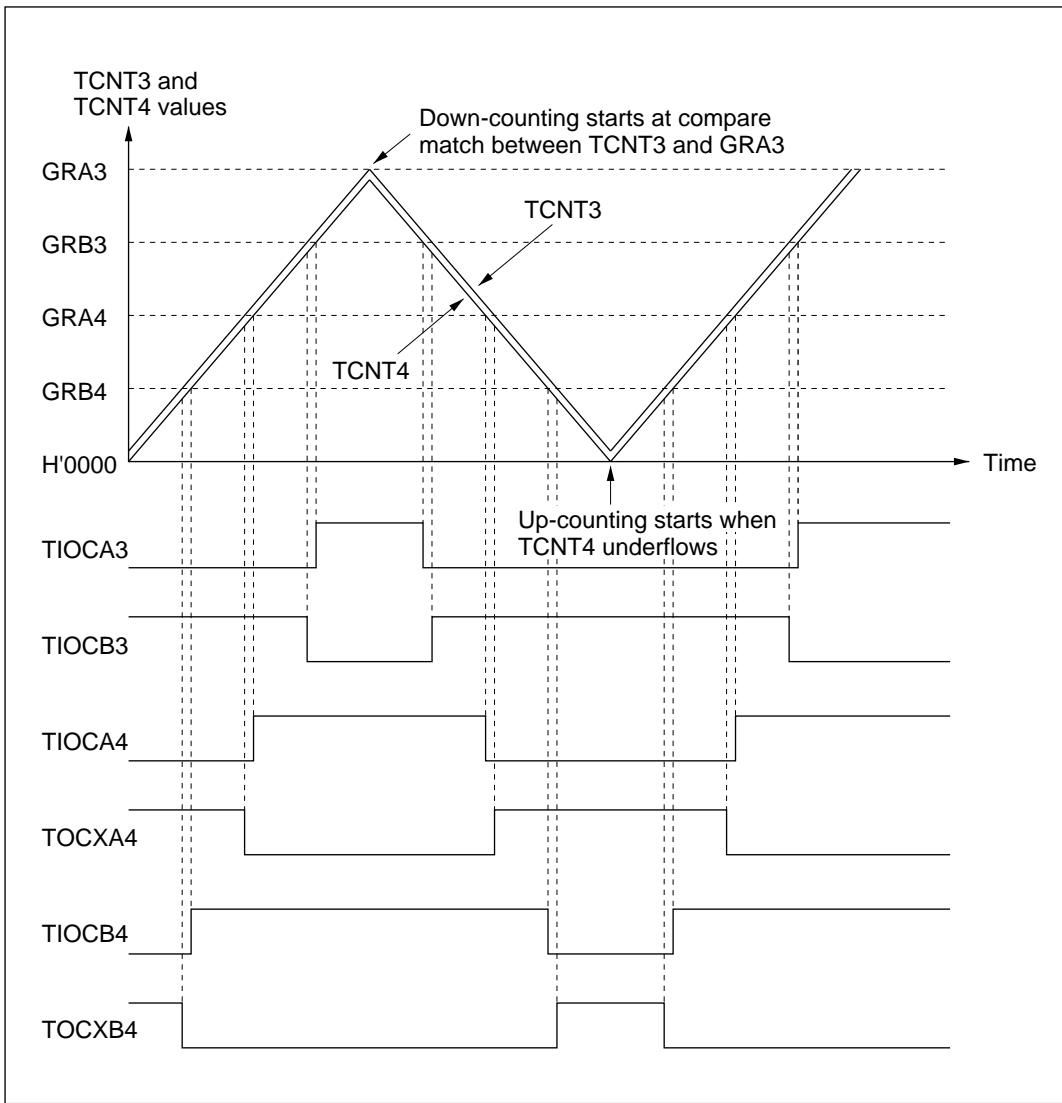 TCNT3 and
TCNT4 values
Down-counting starts at compare
match between TCNT3 and GRA3
GRA3
TCNT3
GRB3
GRA4
TCNT4
GRB4
H'0000
Time
Up-counting starts when
TCNT4 underflows
TIOCA3
TIOCB3
TIOCA4
TOCXA4
TIOCB4
TOCXB4